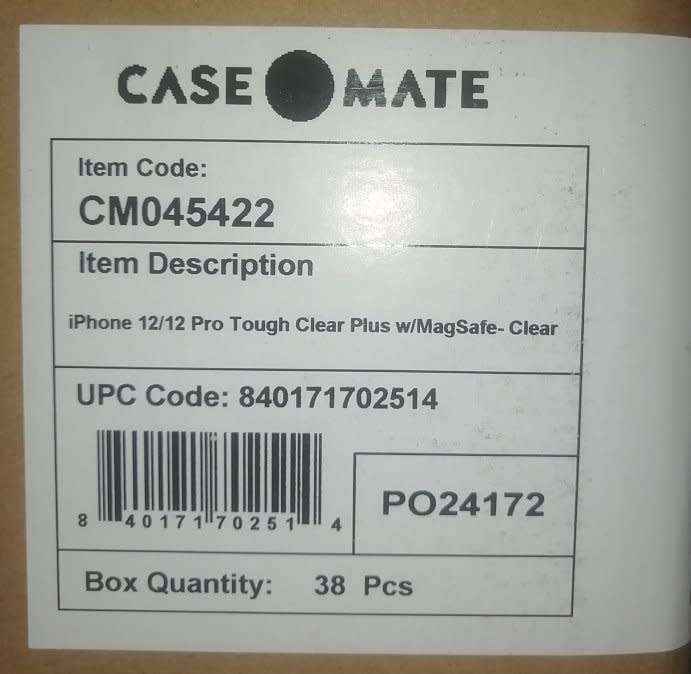 CASE MATE
Item Code:
CM045422
Item Description
iPhone 12/12 Pro Tough Clear Plus w/MagSafe- Clear
UPC Code: 840171702514
8 40171 70251 4
PO24172
Box Quantity: 38 Pcs